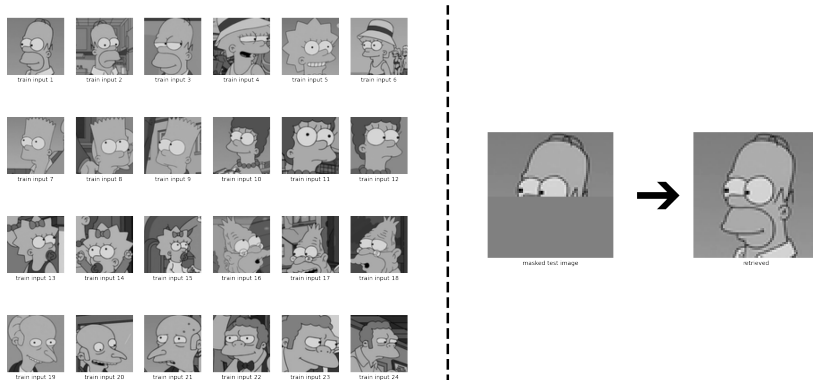 train input 1 train input 2 train input 3 train input 4 train input 5 train input 6
train input 7 train input 8 train input 9 train input 10 train input 11 train input 12
masked test image retrieved
train input 13 train input 14 train input 15 train input 16 train input 17 train input 18
train input 19 train input 20 train input 21 train input 22 train input 23 train input 24